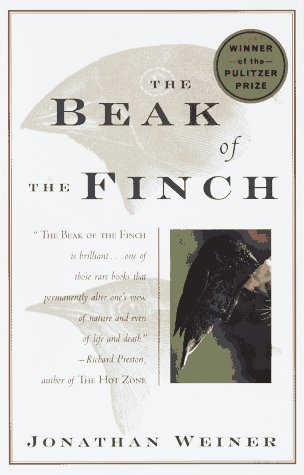 WINNER
of the
PULITZER
PRIZE
THE
BEAK
of
THE FINCH
"THE BEAK OF THE FINCH
is brilliant . . . one of
those rare books that
permanently alter one's view
of nature and even
of life and death."
—Richard Preston,
author of THE HOT ZONE
JONATHAN WEINER